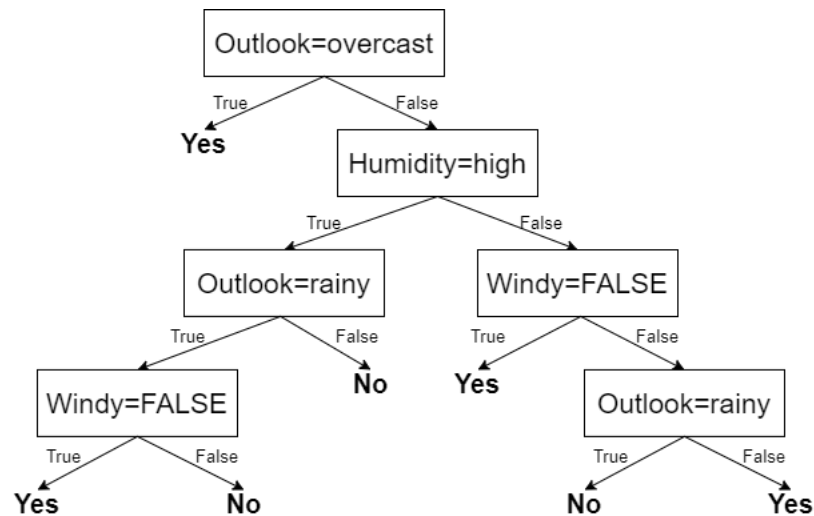 Outlook=overcast
True
False
Yes
Humidity=high
True
False
Outlook=rainy
Windy=FALSE
True
False
True
False
Windy=FALSE
No
Yes
Outlook=rainy
True
False
True
False
Yes
No
No
Yes